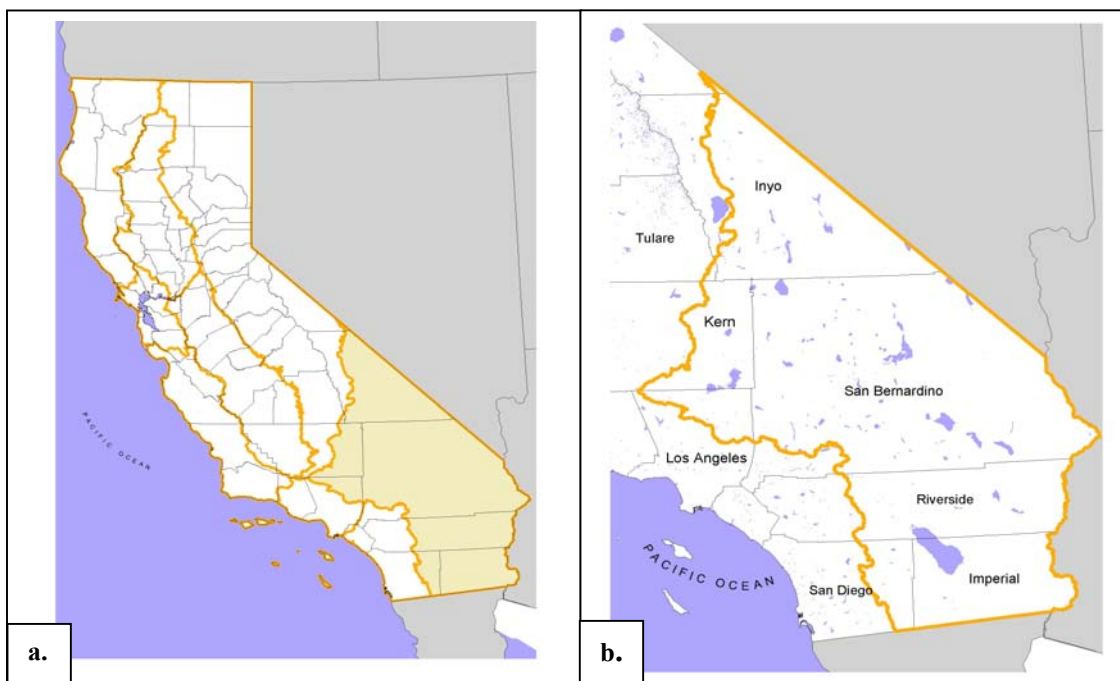 PACIFIC OCEAN
a.
Inyo
Tulare
Kern
San Bernardino
Los Angeles
Riverside
PACIFIC OCEAN
San Diego
Imperial
b.